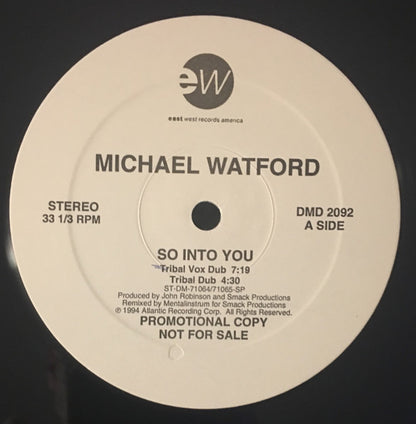 ew
east west records america
MICHAEL WATFORD
STEREO
33 1/3 RPM
DMD 2092
A SIDE
SO INTO YOU
Tribal Vox Dub 7:19
Tribal Dub 4:30
ST-DM-71064/71065-SP
Produced by John Robinson and Smack Productions
Remixed by Mentalinstrum for Smack Productions
℗ 1994 Atlantic Recording Corp. All Rights Reserved.
PROMOTIONAL COPY
NOT FOR SALE